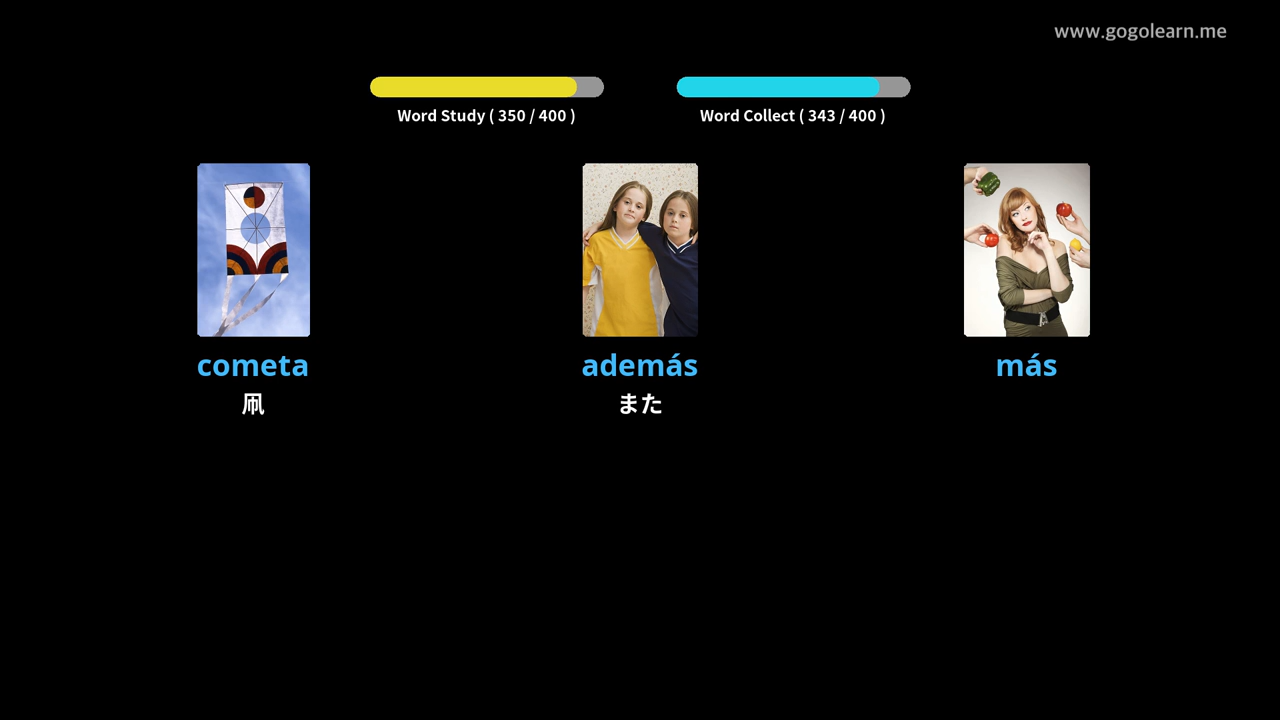 www.gogolearn.me
Word Study ( 350 / 400 )
Word Collect ( 343 / 400 )
cometa
además
más
凧
また